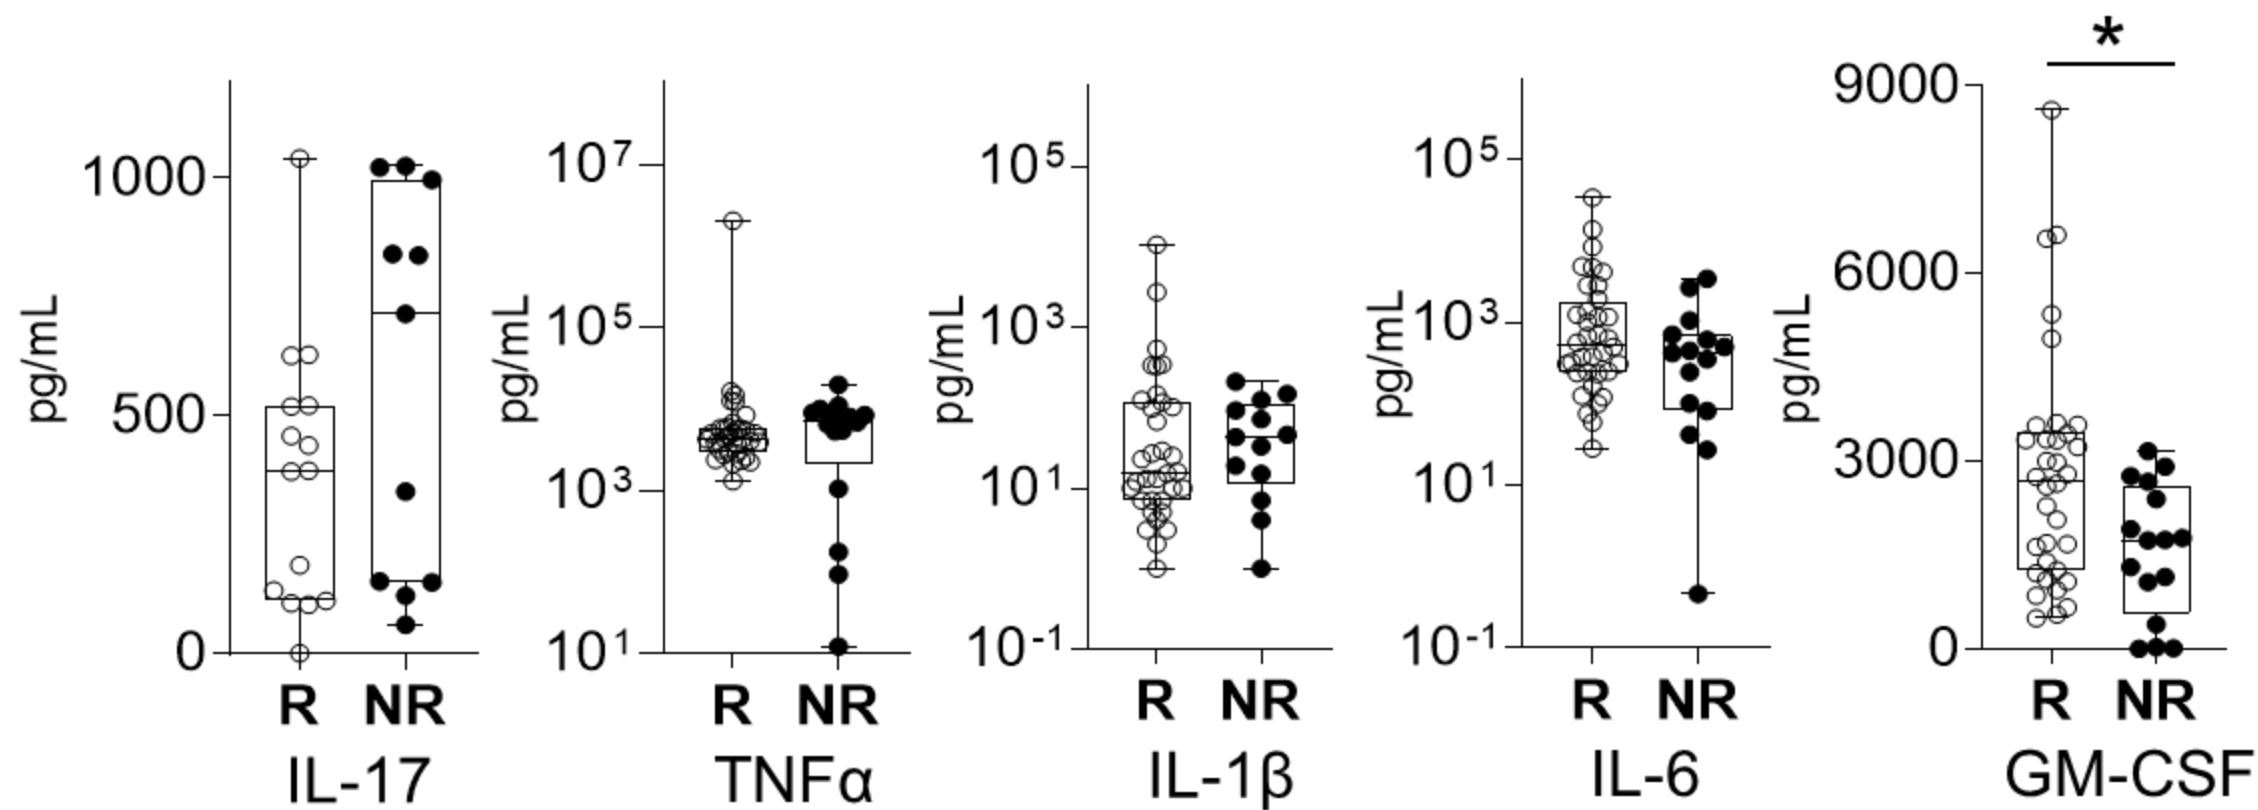 *
pg/mL
1000
500
0
R NR
IL-17
pg/mL
10⁷
10⁵
10³
10¹
R NR
TNFα
pg/mL
10⁵
10³
10¹
10⁻¹
R NR
IL-1β
pg/mL
10⁵
10³
10¹
10⁻¹
R NR
IL-6
pg/mL
9000
6000
3000
0
R NR
GM-CSF